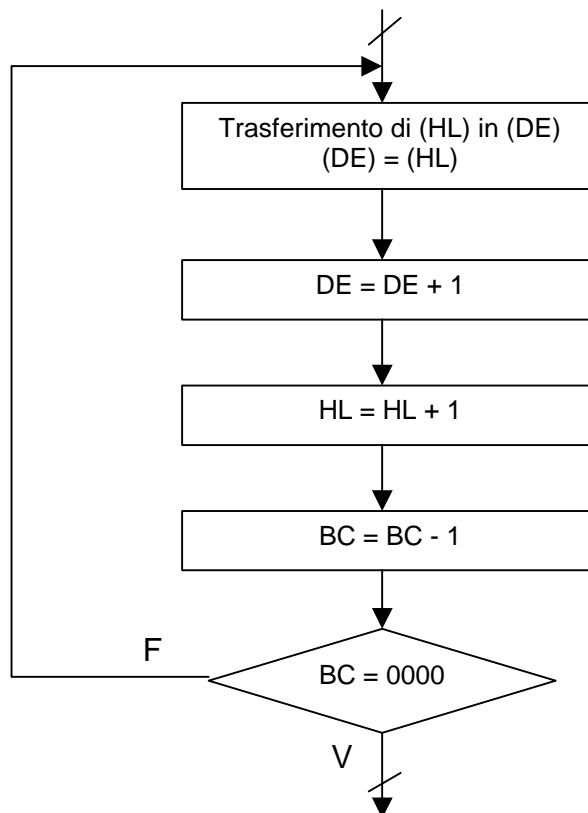 Trasferimento di (HL) in (DE)
(DE) = (HL)
DE = DE + 1
HL = HL + 1
BC = BC - 1
F
BC = 0000
V